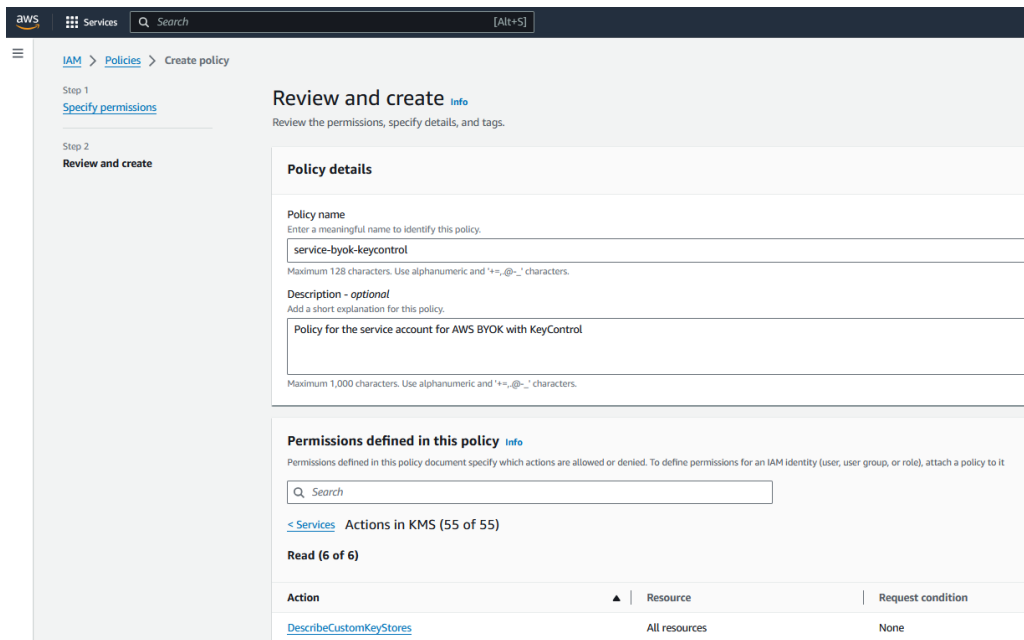 aws
Services
Search
[Alt+S]
IAM > Policies > Create policy
Step 1
Specify permissions
Step 2
Review and create
Review and create Info
Review the permissions, specify details, and tags.
Policy details
Policy name
Enter a meaningful name to identify this policy.
service-byok-keycontrol
Maximum 128 characters. Use alphanumeric and '+=,.@-_' characters.
Description - optional
Add a short explanation for this policy.
Policy for the service account for AWS BYOK with KeyControl
Maximum 1,000 characters. Use alphanumeric and '+=,.@-_' characters.
Permissions defined in this policy Info
Permissions defined in this policy document specify which actions are allowed or denied. To define permissions for an IAM identity (user, user group, or role), attach a policy to it
Search
< Services Actions in KMS (55 of 55)
Read (6 of 6)
Action Resource Request condition
DescribeCustomKeyStores All resources None